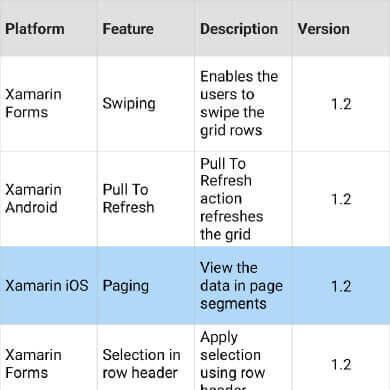 Platform Feature Description Version
Xamarin Forms Swiping Enables the users to swipe the grid rows 1.2
Xamarin Android Pull To Refresh Pull To Refresh action refreshes the grid 1.2
Xamarin iOS Paging View the data in page segments 1.2
Xamarin Forms Selection in row header Apply selection using row header 1.2